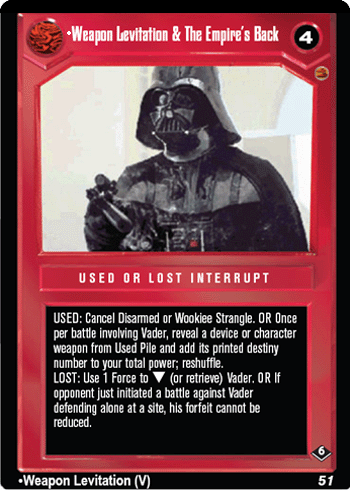 •Weapon Levitation & The Empire's Back
4
USED OR LOST INTERRUPT
USED: Cancel Disarmed or Wookiee Strangle. OR Once
per battle involving Vader, reveal a device or character
weapon from Used Pile and add its printed destiny
number to your total power; reshuffle.
LOST: Use 1 Force to ▼ (or retrieve) Vader. OR If
opponent just initiated a battle against Vader
defending alone at a site, his forfeit cannot be
reduced.
6
•Weapon Levitation (V)
51